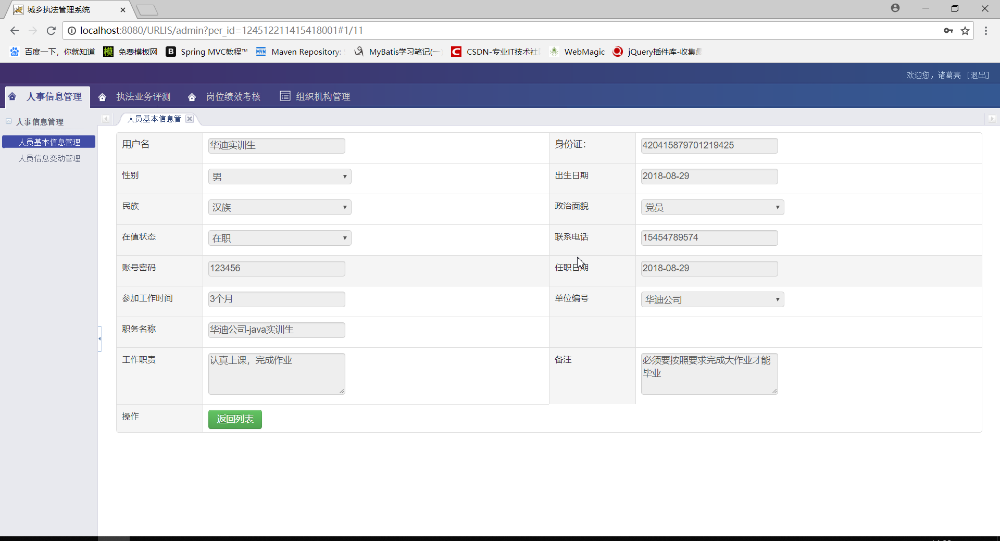 城乡执法管理系统
localhost:8080/URLIS/admin?per_id=124512211415418001#1/11
百度一下，你就知道 免费模板网 Spring MVC教程™ Maven Repository: MyBatis学习笔记(一) CSDN-专业IT技术社 WebMagic jQuery插件库-收集最
欢迎您，诸葛亮 [退出]
人事信息管理 执法业务评测 岗位绩效考核 组织机构管理
人事信息管理
人员基本信息管理
人员信息变动管理
人员基本信息管
用户名 华迪实训生 身份证： 420415879701219425
性别 男 出生日期 2018-08-29
民族 汉族 政治面貌 党员
在值状态 在职 联系电话 15454789574
账号密码 123456 任职日期 2018-08-29
参加工作时间 3个月 单位编号 华迪公司
职务名称 华迪公司-java实训生
工作职责 认真上课，完成作业 备注 必须要按照要求完成大作业才能
毕业
操作 返回列表